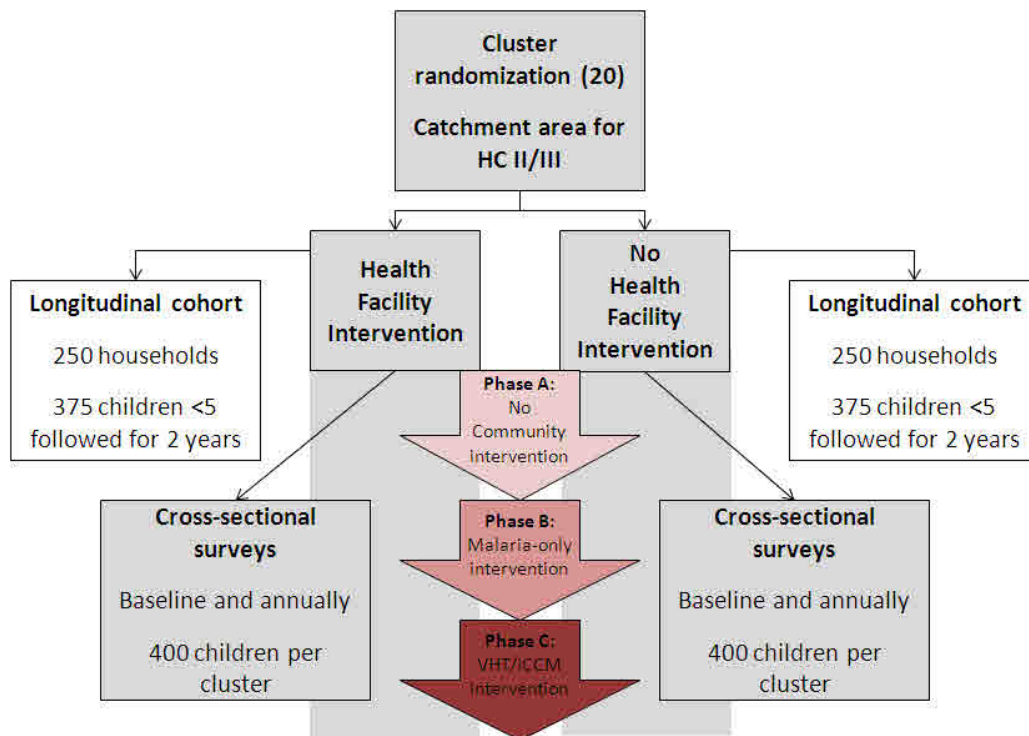 Cluster
randomization (20)
Catchment area for
HC II/III
Health
Facility
Intervention
No
Health
Facility
Intervention
Longitudinal cohort
250 households
375 children <5
followed for 2 years
Longitudinal cohort
250 households
375 children <5
followed for 2 years
Phase A:
No
Community
intervention
Cross-sectional
surveys
Baseline and annually
400 children per
cluster
Phase B:
Malaria-only
intervention
Cross-sectional
surveys
Baseline and annually
400 children per
cluster
Phase C:
VHT/iCCM
Intervention